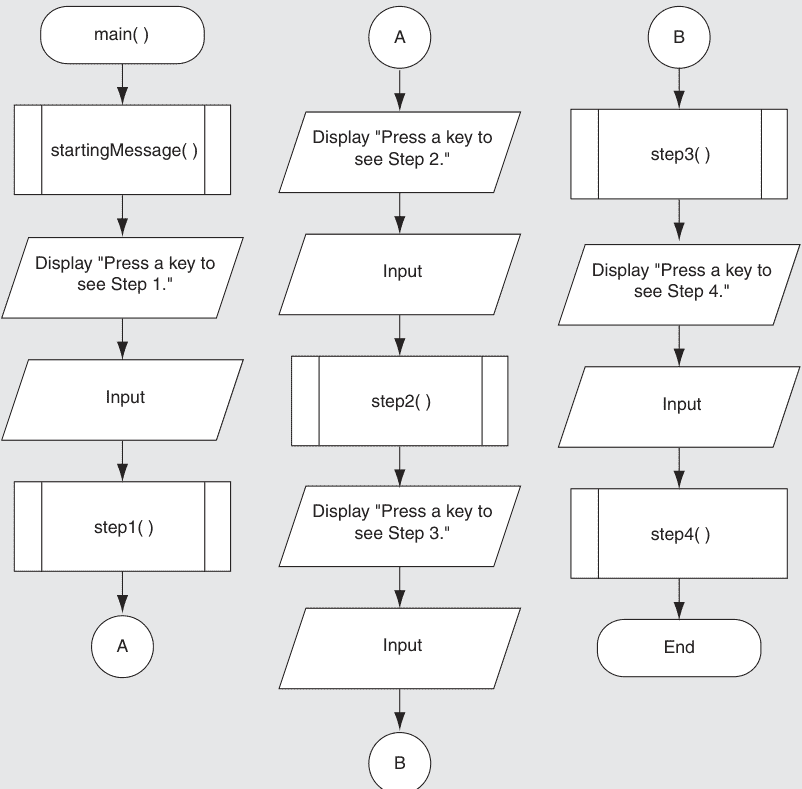 main( )
startingMessage( )
Display "Press a key to
see Step 1."
Input
step1( )
A
A
Display "Press a key to
see Step 2."
Input
step2( )
Display "Press a key to
see Step 3."
Input
B
B
step3( )
Display "Press a key to
see Step 4."
Input
step4( )
End